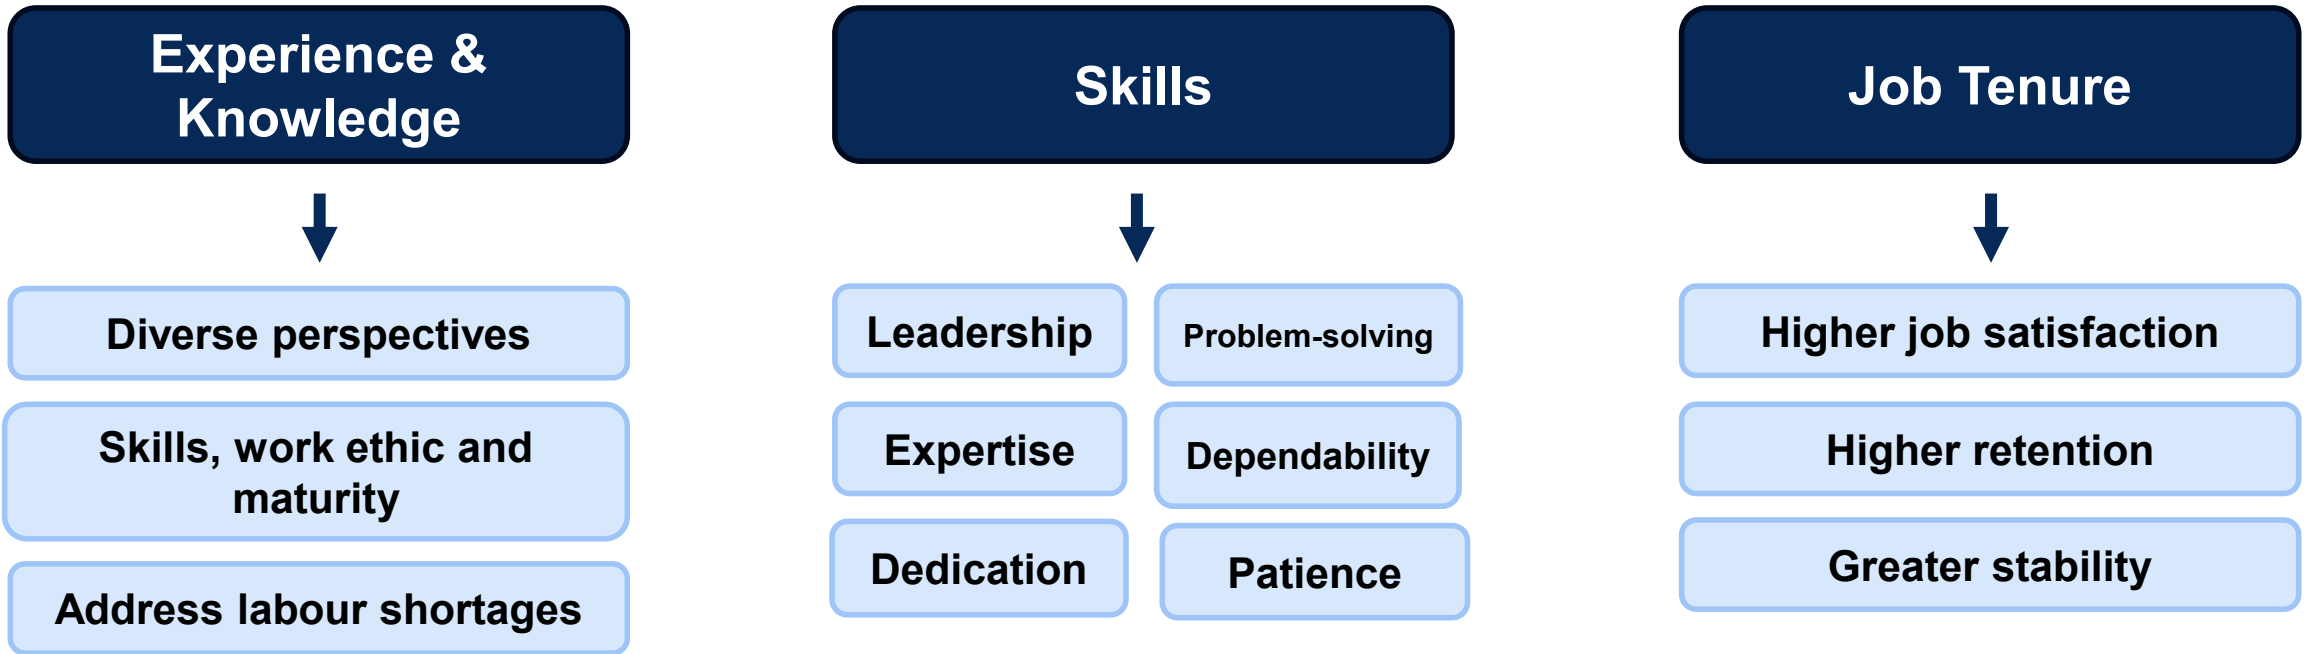 Experience &
Knowledge
Diverse perspectives
Skills, work ethic and
maturity
Address labour shortages
Skills
Leadership
Problem-solving
Expertise
Dependability
Dedication
Patience
Job Tenure
Higher job satisfaction
Higher retention
Greater stability